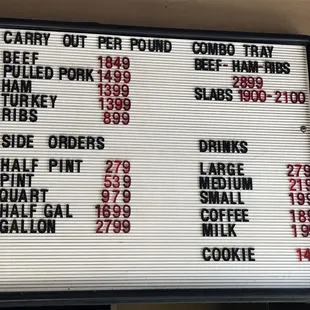 CARRY OUT PER POUND
BEEF 1849
PULLED PORK 1499
HAM 1399
TURKEY 1399
RIBS 899
SIDE ORDERS
HALF PINT 279
PINT 539
QUART 979
HALF GAL 1699
GALLON 2799
COMBO TRAY
BEEF-HAM-RIBS
2899
SLABS 1900-2100
DRINKS
LARGE 279
MEDIUM
SMALL
COFFEE
MILK
COOKIE